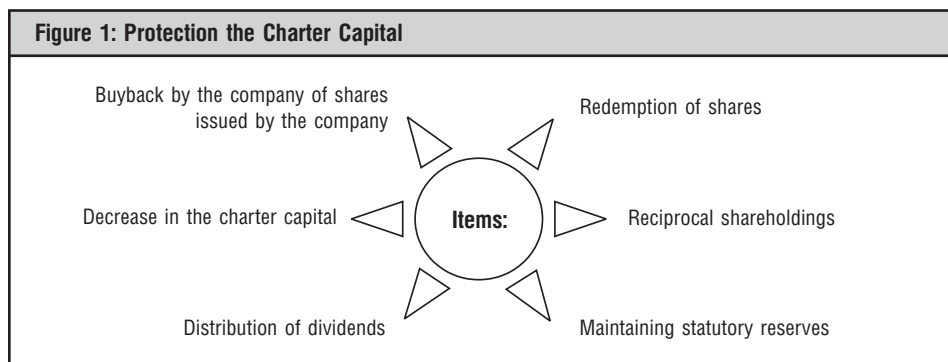 Figure 1: Protection the Charter Capital
Buyback by the company of shares
issued by the company
Redemption of shares
Decrease in the charter capital
Items:
Reciprocal shareholdings
Distribution of dividends
Maintaining statutory reserves